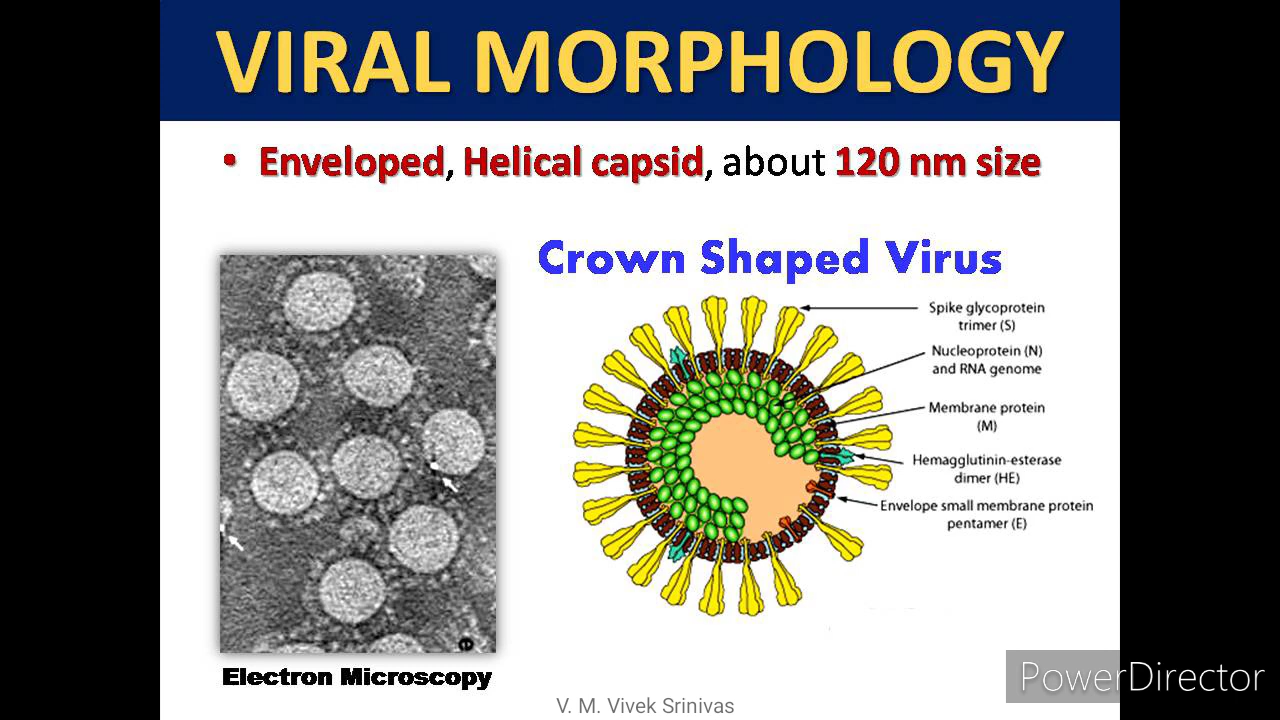 VIRAL MORPHOLOGY
• Enveloped, Helical capsid, about 120 nm size
Crown Shaped Virus
Spike glycoprotein
trimer (S)
Nucleoprotein (N)
and RNA genome
Membrane protein
(M)
Hemagglutinin-esterase
dimer (HE)
Envelope small membrane protein
pentamer (E)
Electron Microscopy
V. M. Vivek Srinivas
PowerDirector